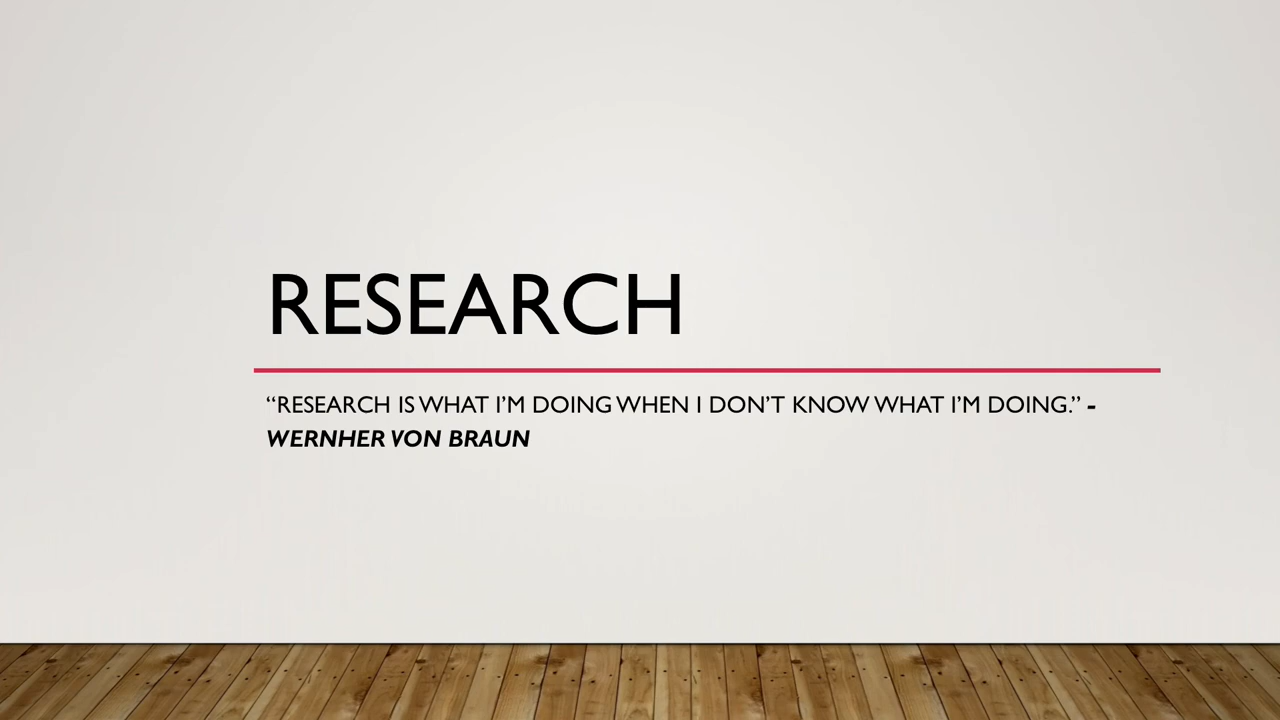 RESEARCH
“RESEARCH IS WHAT I’M DOING WHEN I DON’T KNOW WHAT I’M DOING.” -
WERNHER VON BRAUN